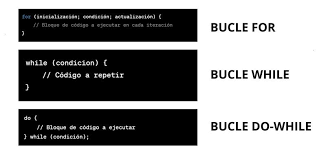 for (inicialización; condición; actualización) {
// Bloque de código a ejecutar en cada iteración
}
BUCLE FOR
while (condicion) {
// Código a repetir
}
BUCLE WHILE
do {
// Bloque de código a ejecutar
} while (condición);
BUCLE DO-WHILE